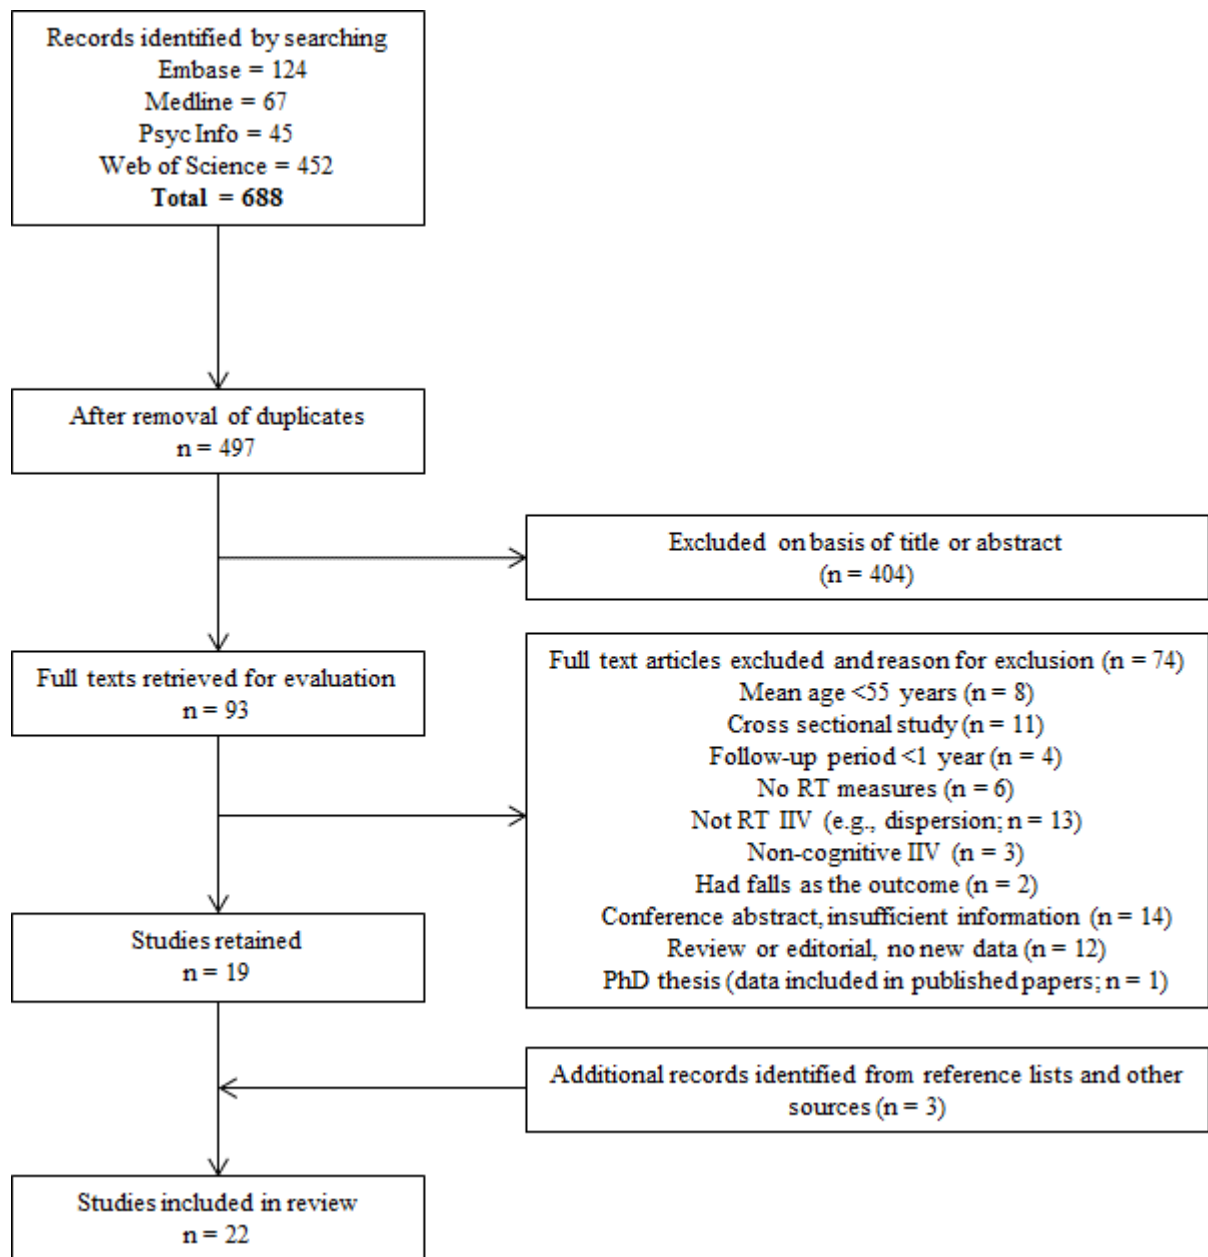 Records identified by searching
Embase = 124
Medline = 67
Psyc Info = 45
Web of Science = 452
Total = 688
After removal of duplicates
n = 497
Excluded on basis of title or abstract
(n = 404)
Full texts retrieved for evaluation
n = 93
Full text articles excluded and reason for exclusion (n = 74)
Mean age <55 years (n = 8)
Cross sectional study (n = 11)
Follow-up period <1 year (n = 4)
No RT measures (n = 6)
Not RT IIV (e.g., dispersion; n = 13)
Non-cognitive IIV (n = 3)
Had falls as the outcome (n = 2)
Conference abstract, insufficient information (n = 14)
Review or editorial, no new data (n = 12)
PhD thesis (data included in published papers; n = 1)
Studies retained
n = 19
Additional records identified from reference lists and other
sources (n = 3)
Studies included in review
n = 22